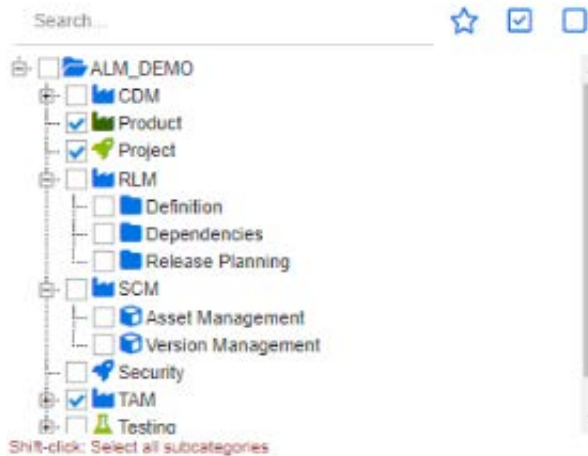 Search...
ALM_DEMO
CDM
Product
Project
RLM
Definition
Dependencies
Release Planning
SCM
Asset Management
Version Management
Security
TAM
Testing
Shift-click: Select all subcategories